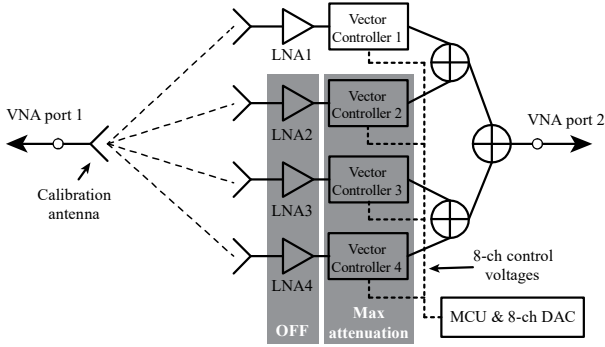 LNA1
Vector
Controller 1
VNA port 1
Calibration
antenna
LNA2
Vector
Controller 2
LNA3
Vector
Controller 3
LNA4
Vector
Controller 4
OFF
Max
attenuation
VNA port 2
8-ch control
voltages
MCU & 8-ch DAC